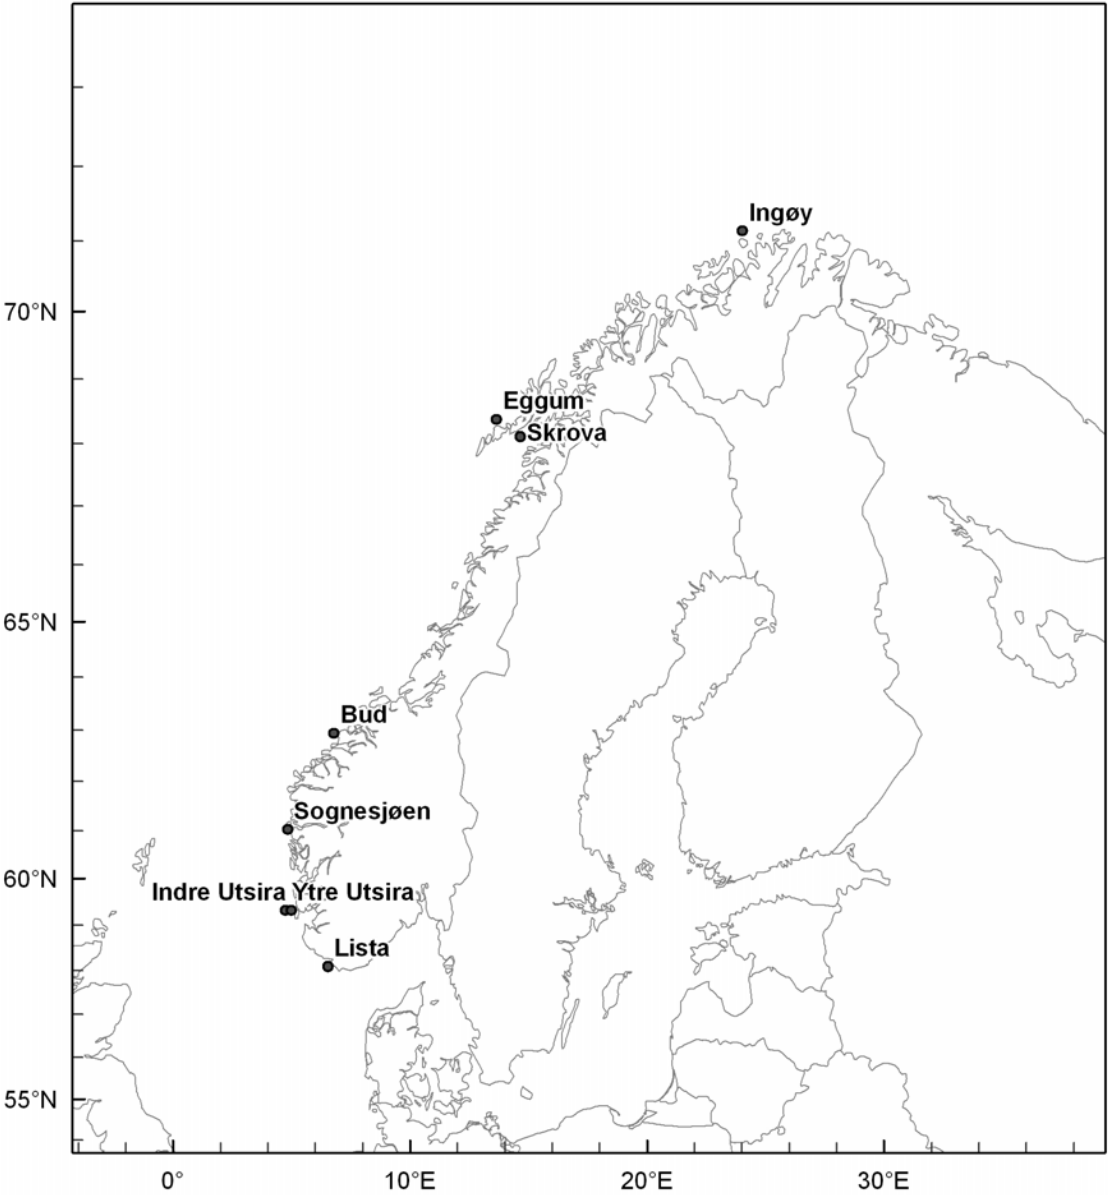 Ingøy
70°N
Eggum
Skrova
65°N
Bud
Sognesjøen
60°N
Indre Utsira Ytre Utsira
Lista
55°N
0° 10°E 20°E 30°E